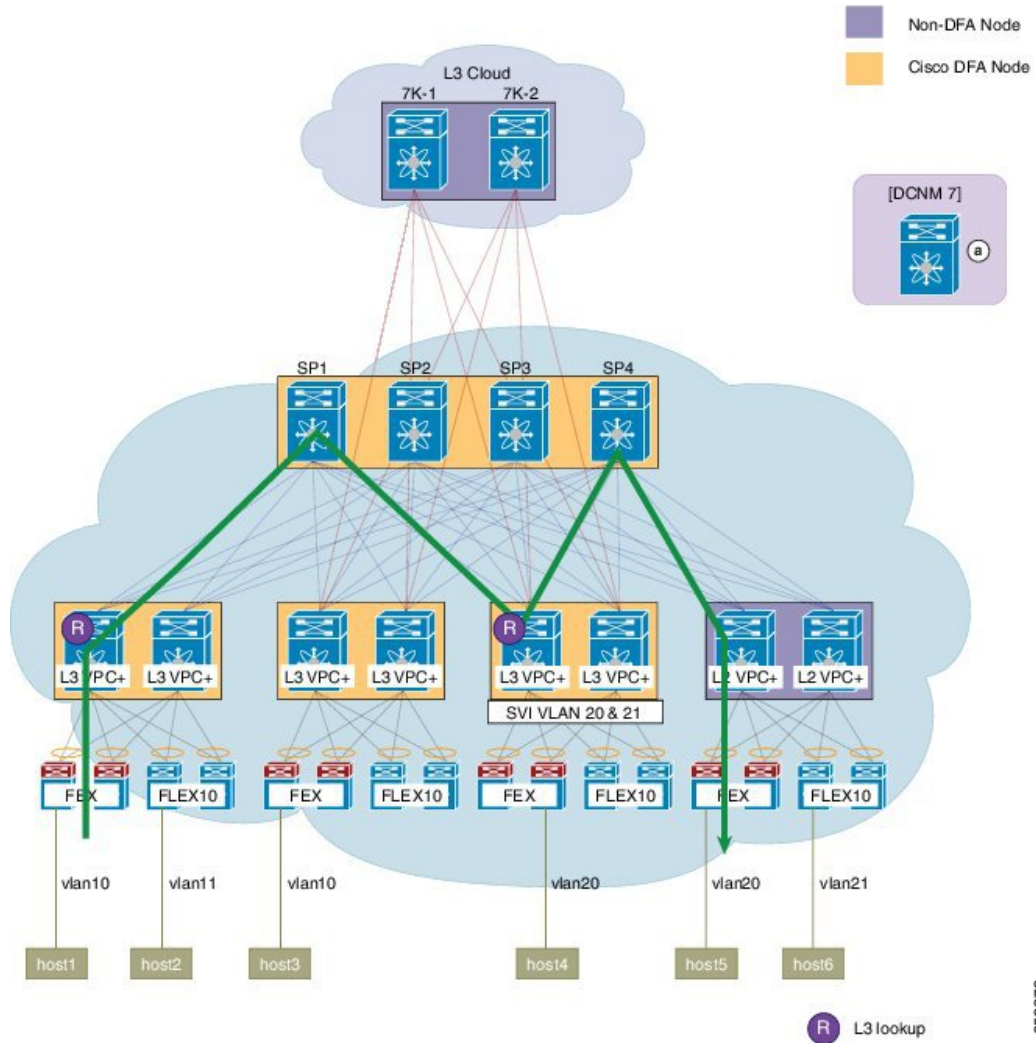 Non-DFA Node
Cisco DFA Node
L3 Cloud
7K-1 7K-2
[DCNM 7]
a
SP1 SP2 SP3 SP4
R R
L3 VPC+ L3 VPC+ L3 VPC+ L3 VPC+ L3 VPC+ L3 VPC+ L2 VPC+ L2 VPC+
SVI VLAN 20 & 21
FEX FLEX10 FEX FLEX10 FEX FLEX10 FEX FLEX10
vlan10 vlan11 vlan10 vlan20 vlan20 vlan21
host1 host2 host3 host4 host5 host6
R L3 lookup